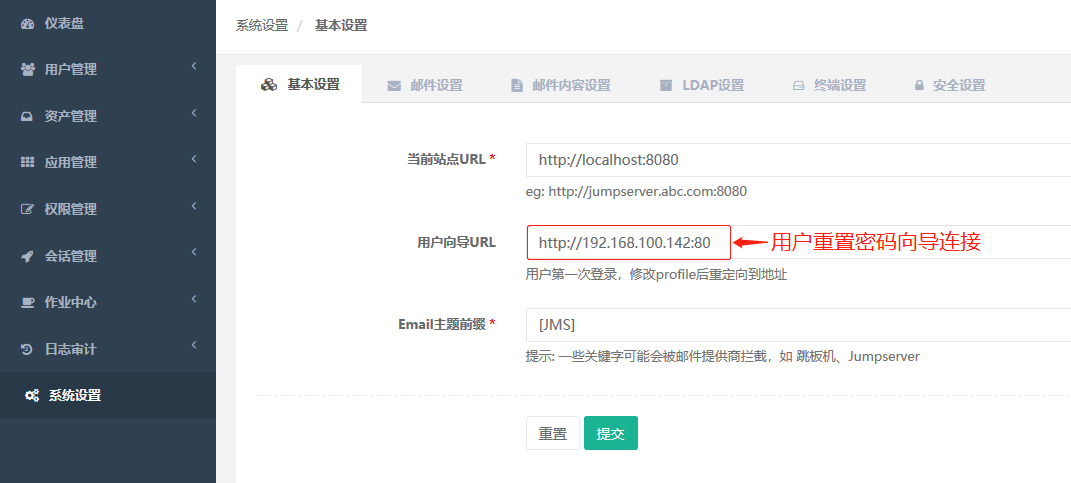 仪表盘
用户管理
资产管理
应用管理
权限管理
会话管理
作业中心
日志审计
系统设置
系统设置 / 基本设置
基本设置 邮件设置 邮件内容设置 LDAP设置 终端设置 安全设置
当前站点URL * http://localhost:8080
eg: http://jumpserver.abc.com:8080
用户向导URL http://192.168.100.142:80 用户重置密码向导连接
用户第一次登录，修改profile后重定向到地址
Email主题前缀 * [JMS]
提示: 一些关键字可能会被邮件提供商拦截，如 跳板机、Jumpserver
重置 提交